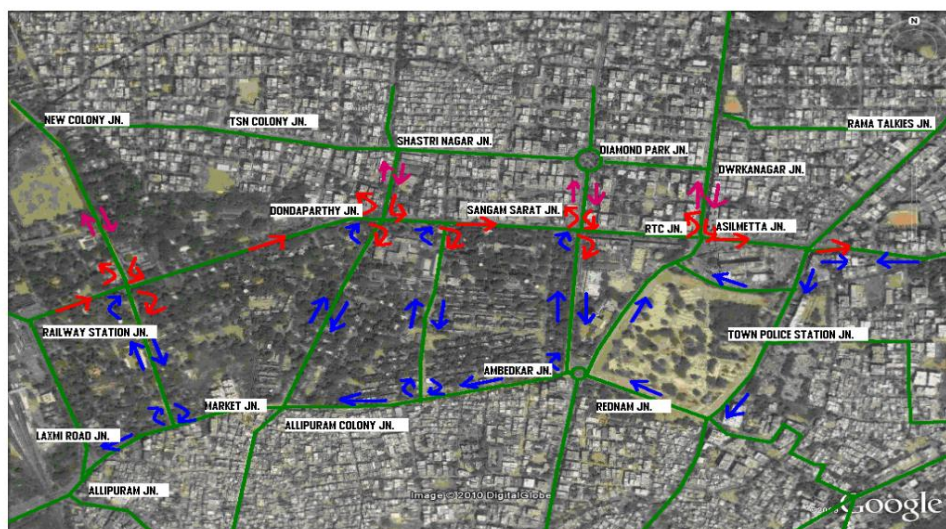 N
NEW COLONY JN.
TSN COLONY JN.
RAMA TALKIES JN.
SHASTRI NAGAR JN.
DIAMOND PARK JN.
DWRKANAGAR JN.
DONDAPARTHY JN.
SANGAM SARAT JN.
RTC JN.
ASILMETTA JN.
RAILWAY STATION JN.
TOWN POLICE STATION JN.
AMBEDKAR JN.
MARKET JN.
REDNAM JN.
ALLIPURAM COLONY JN.
LAXMI ROAD JN.
ALLIPURAM JN.
Image © 2010 DigitalGlobe
Google